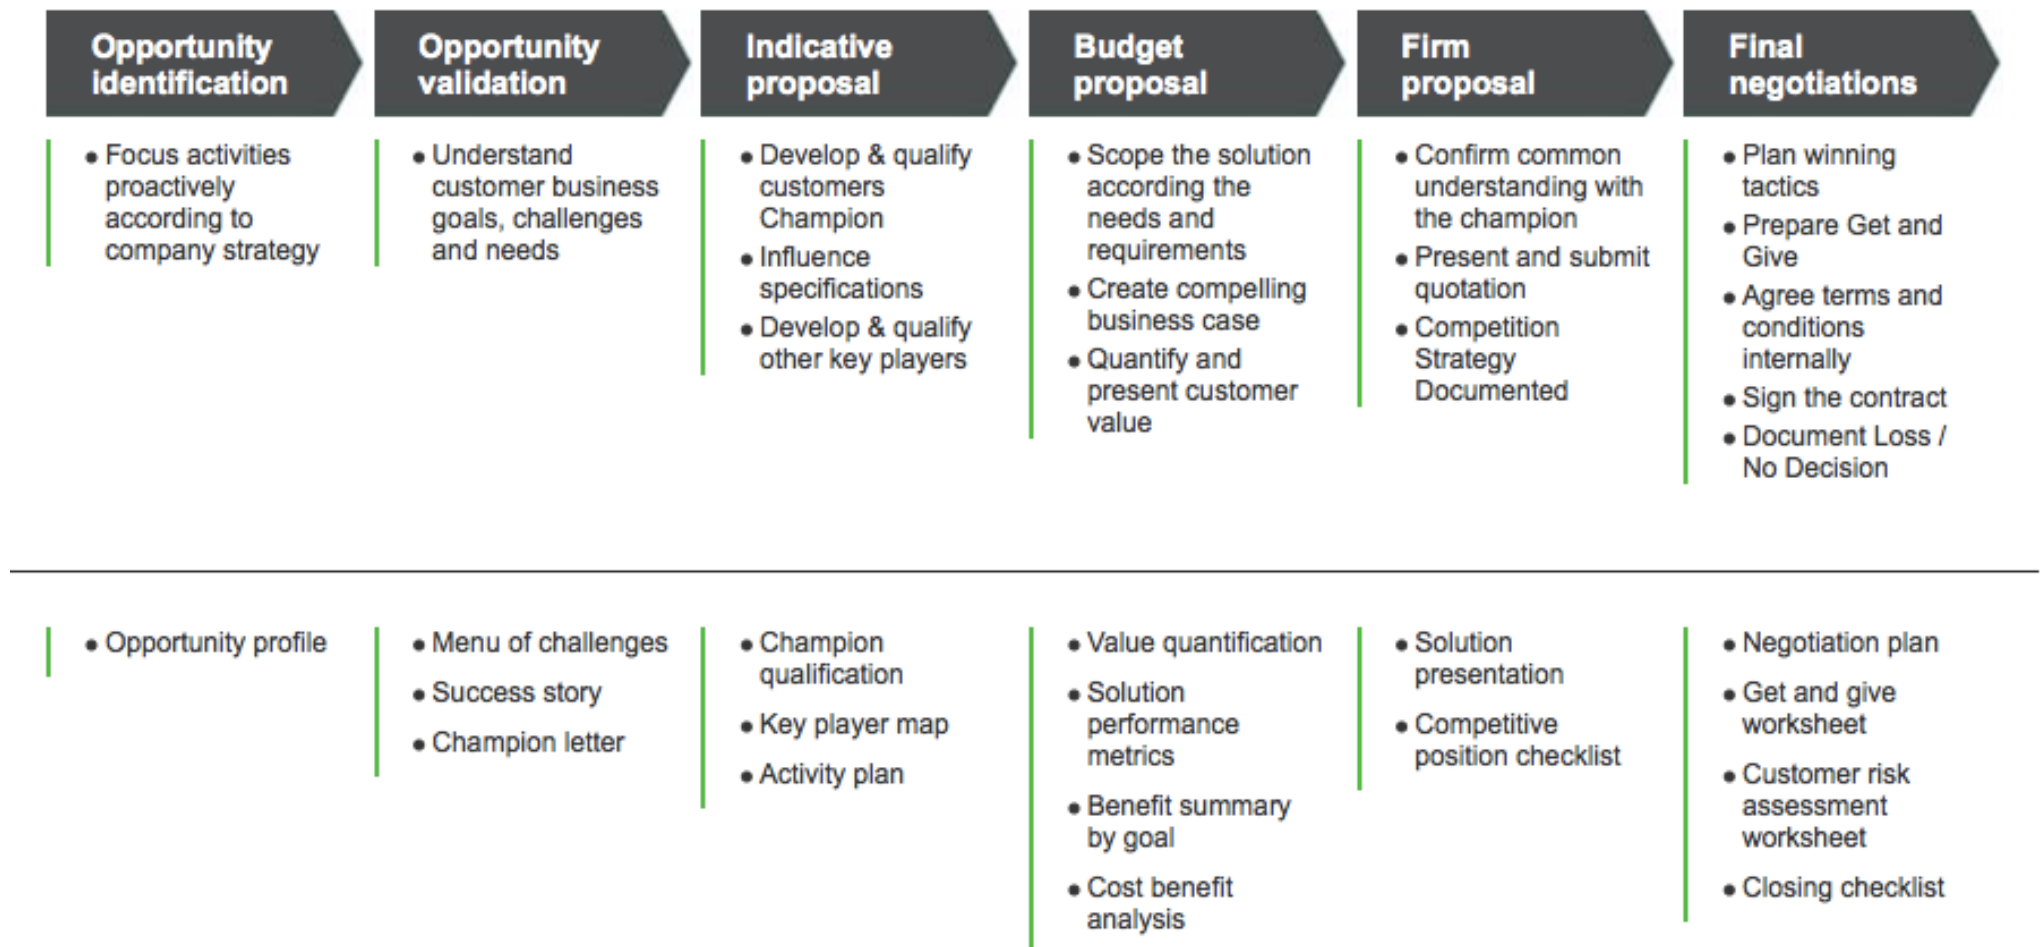 Opportunity
identification
Opportunity
validation
Indicative
proposal
Budget
proposal
Firm
proposal
Final
negotiations
• Focus activities
proactively
according to
company strategy
• Understand
customer business
goals, challenges
and needs
• Develop & qualify
customers
Champion
• Influence
specifications
• Develop & qualify
other key players
• Scope the solution
according the
needs and
requirements
• Create compelling
business case
• Quantify and
present customer
value
• Confirm common
understanding with
the champion
• Present and submit
quotation
• Competition
Strategy
Documented
• Plan winning
tactics
• Prepare Get and
Give
• Agree terms and
conditions
internally
• Sign the contract
• Document Loss /
No Decision
• Opportunity profile
• Menu of challenges
• Success story
• Champion letter
• Champion
qualification
• Key player map
• Activity plan
• Value quantification
• Solution
performance
metrics
• Benefit summary
by goal
• Cost benefit
analysis
• Solution
presentation
• Competitive
position checklist
• Negotiation plan
• Get and give
worksheet
• Customer risk
assessment
worksheet
• Closing checklist